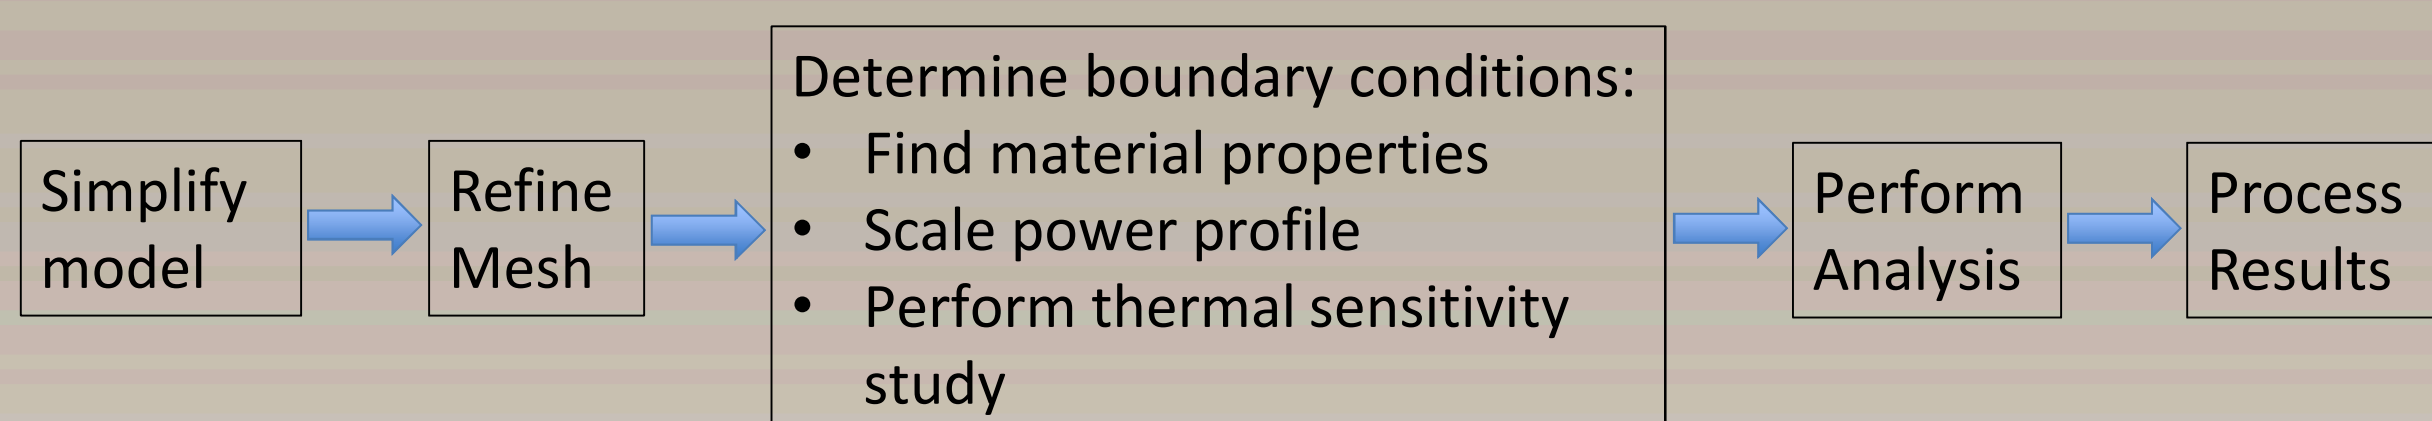 Simplify
model
Refine
Mesh
Determine boundary conditions:
• Find material properties
• Scale power profile
• Perform thermal sensitivity
study
Perform
Analysis
Process
Results